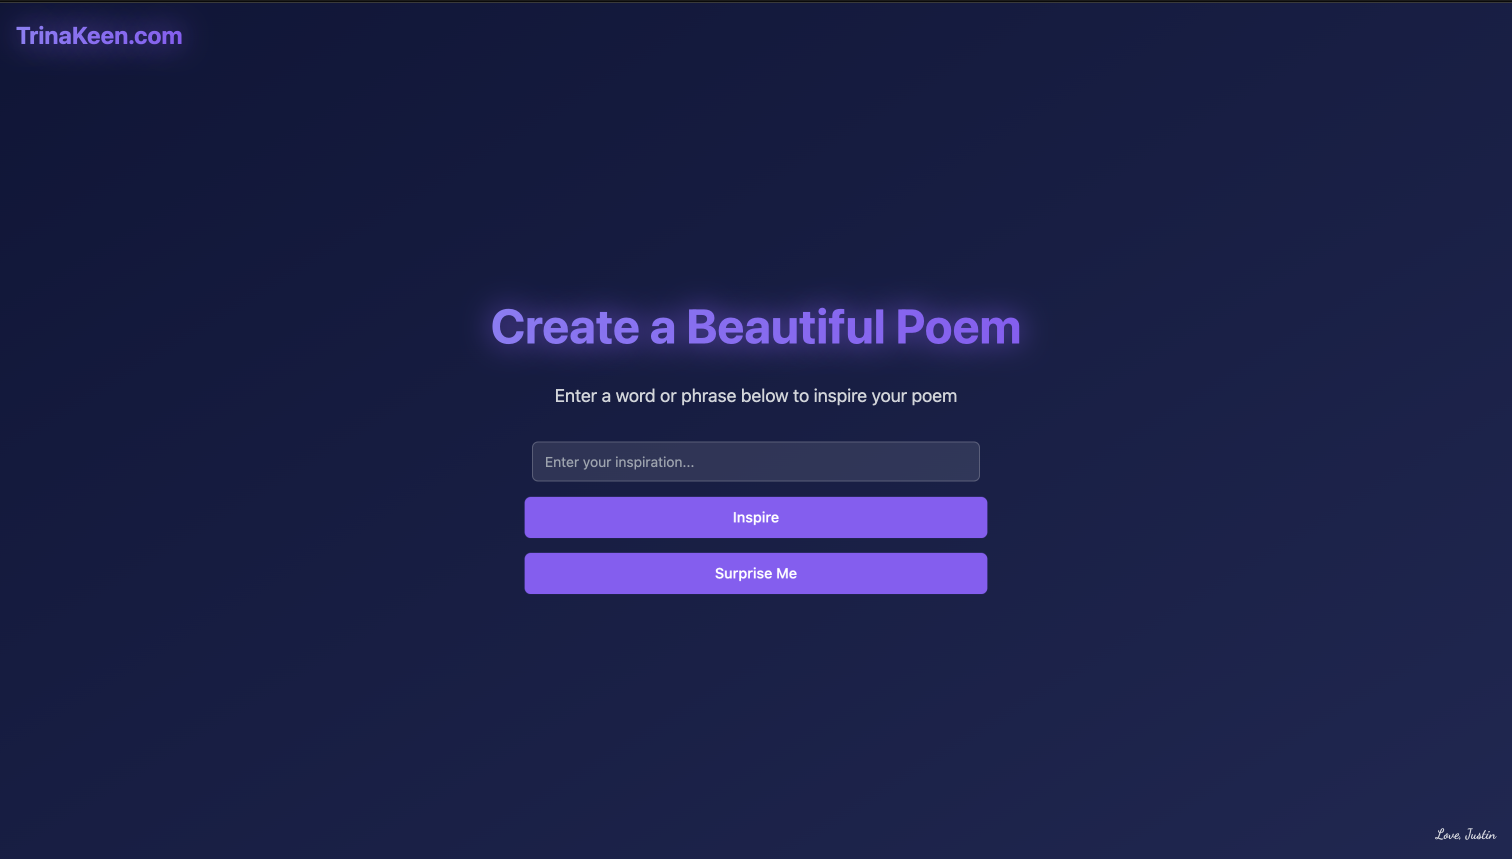 TrinaKeen.com
Create a Beautiful Poem
Enter a word or phrase below to inspire your poem
Enter your inspiration...
Inspire
Surprise Me
Love, Justin